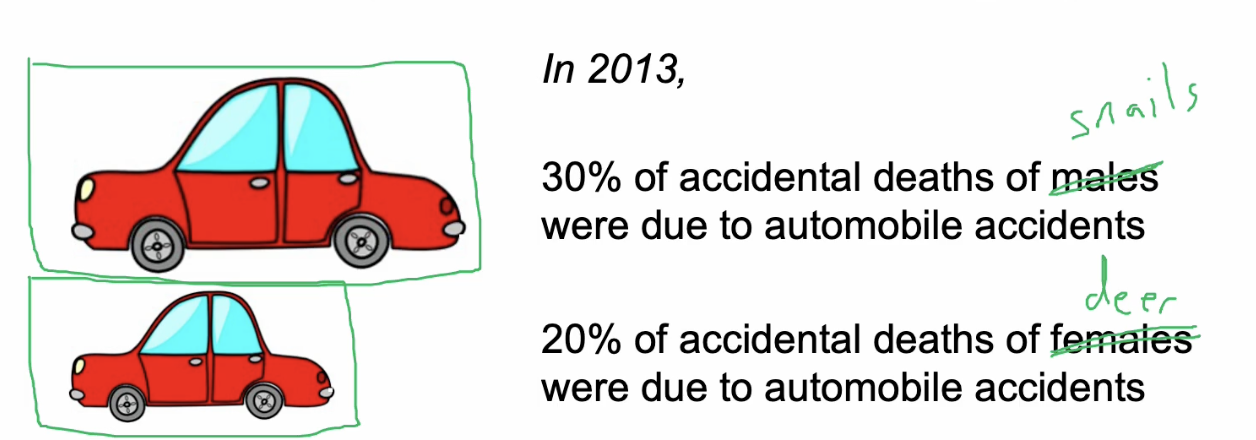 In 2013,
snails
30% of accidental deaths of males
were due to automobile accidents
deer
20% of accidental deaths of females
were due to automobile accidents